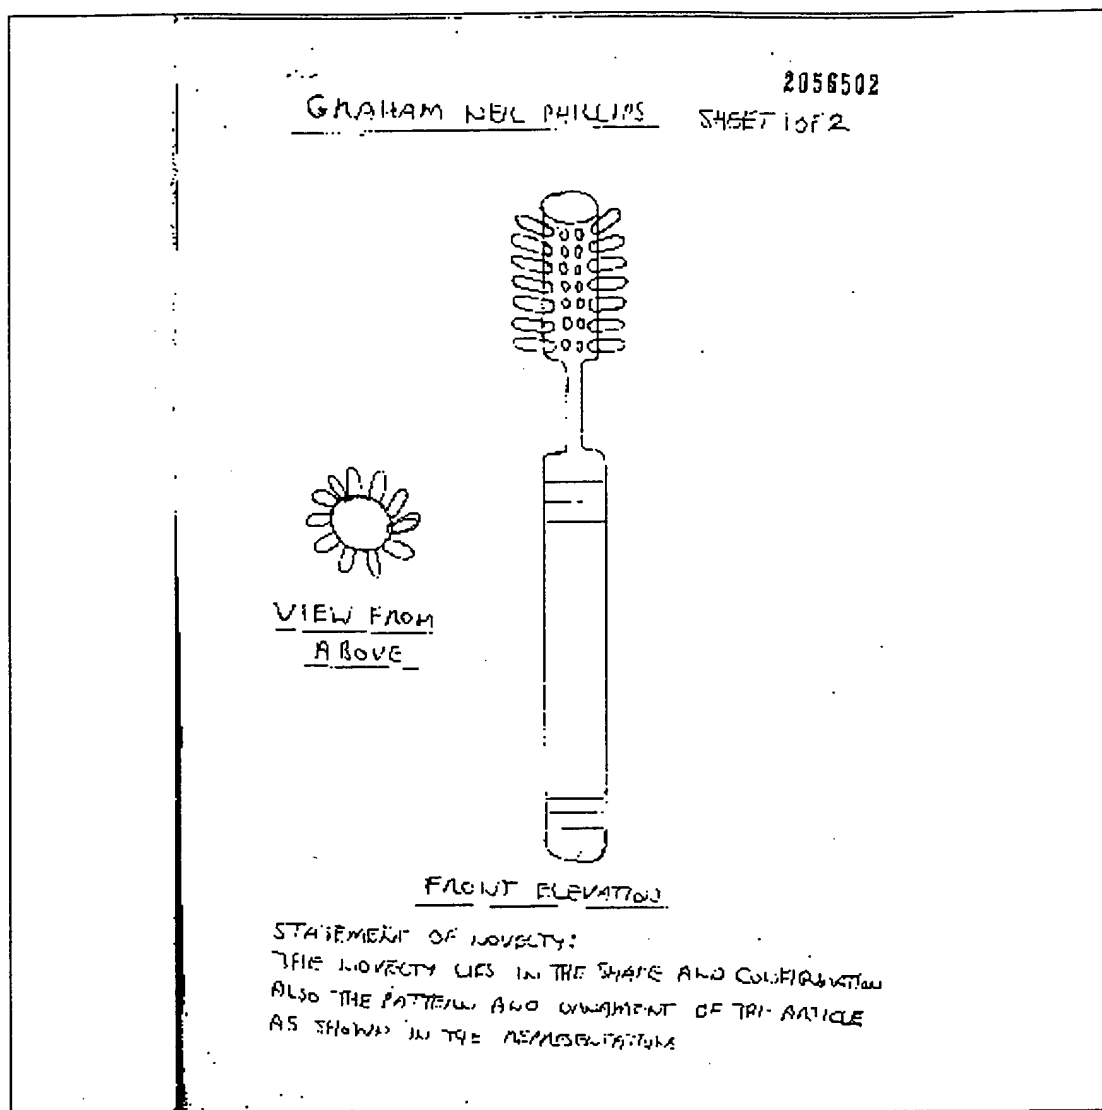 2056502
GRAHAM NEIL PHILLIPS SHEET 1 OF 2
VIEW FROM
ABOVE
FRONT ELEVATION
STATEMENT OF NOVELTY:
THE NOVELTY LIES IN THE SHAPE AND CONFIGURATION
ALSO THE PATTERN AND ORNAMENT OF THE ARTICLE
AS SHOWN IN THE REPRESENTATIONS